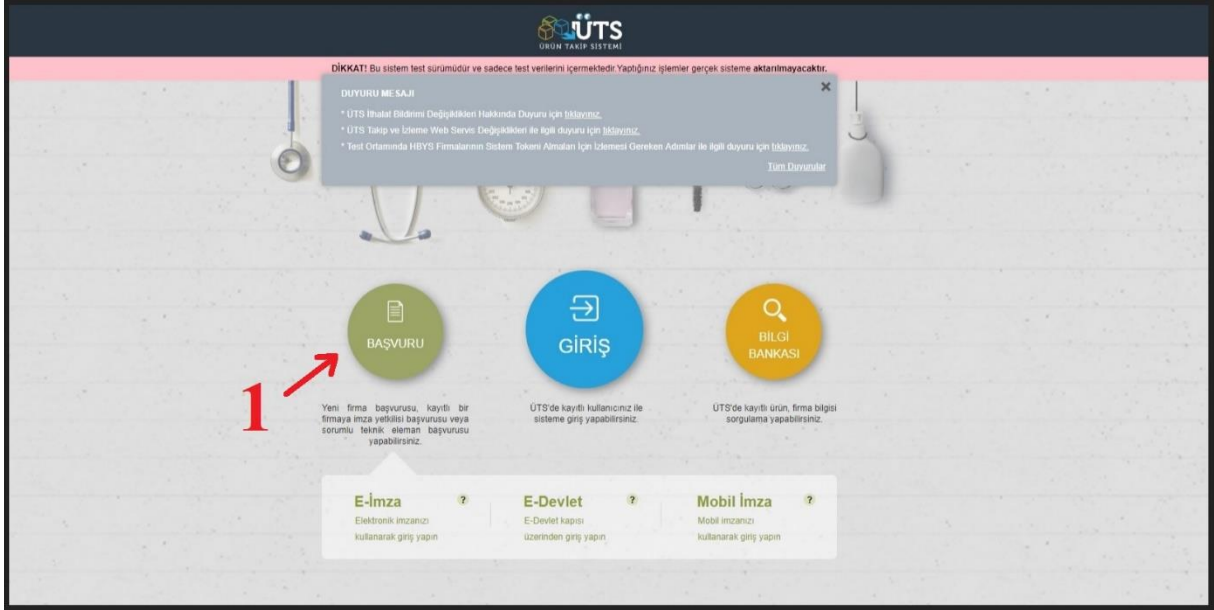 ÜTS
ÜRÜN TAKİP SİSTEMİ
DİKKAT! Bu sistem test sürümüdür ve sadece test verilerini içermektedir.Yaptığınız işlemler gerçek sisteme aktarılmayacaktır.
DUYURU MESAJI
* ÜTS İthalat Bildirimi Değişiklikleri Hakkında Duyuru için tıklayınız.
* ÜTS Takip ve İzleme Web Servis Değişiklikleri ile ilgili duyuru için tıklayınız.
* Test Ortamında HBYS Firmalarının Sistem Tokeni Almaları İçin İzlemesi Gereken Adımlar ile ilgili duyuru için tıklayınız.
Tüm Duyurular
BAŞVURU
GİRİŞ
BİLGİ
BANKASI
1
Yeni firma başvurusu, kayıtlı bir
firmaya imza yetkilisi başvurusu veya
sorumlu teknik eleman başvurusu
yapabilirsiniz.
ÜTS'de kayıtlı kullanıcınız ile
sisteme giriş yapabilirsiniz.
ÜTS'de kayıtlı ürün, firma bilgisi
sorgulama yapabilirsiniz.
E-İmza ?
Elektronik imzanızı
kullanarak giriş yapın
E-Devlet ?
E-Devlet kapısı
üzerinden giriş yapın
Mobil İmza ?
Mobil imzanızı
kullanarak giriş yapın